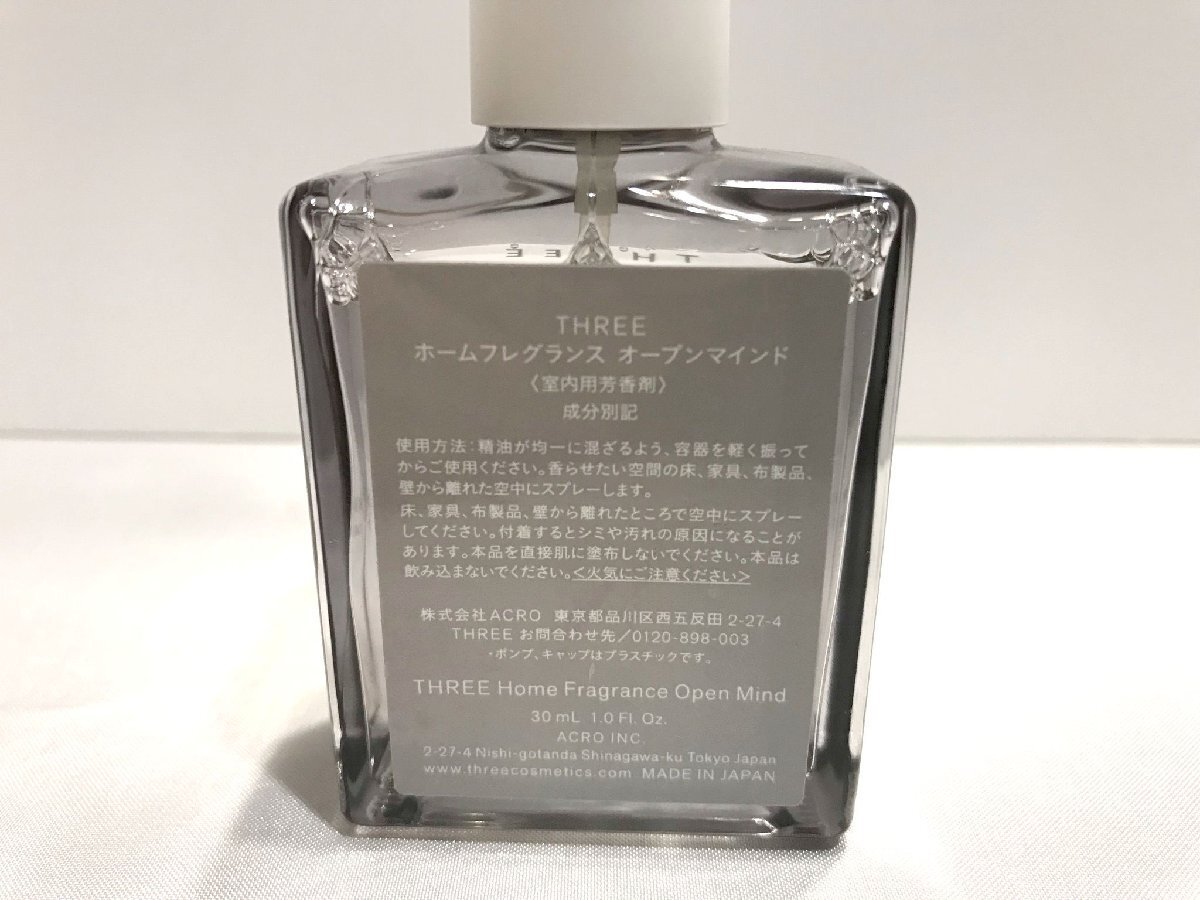 THREE
THREE
ホームフレグランス オープンマインド
〈室内用芳香剤〉
成分別記
使用方法：精油が均一に混ざるよう、容器を軽く振って
からご使用ください。香らせたい空間の床、家具、布製品、
壁から離れた空中にスプレーします。
床、家具、布製品、壁から離れたところで空中にスプレー
してください。付着するとシミや汚れの原因になることが
あります。本品を直接肌に塗布しないでください。本品は
飲み込まないでください。<火気にご注意ください>
株式会社ACRO 東京都品川区西五反田2-27-4
THREE お問合わせ先/0120-898-003
・ポンプ、キャップはプラスチックです。
THREE Home Fragrance Open Mind
30 mL 1.0 Fl. Oz.
ACRO INC.
2-27-4 Nishi-gotanda Shinagawa-ku Tokyo Japan
www.threecosmetics.com MADE IN JAPAN